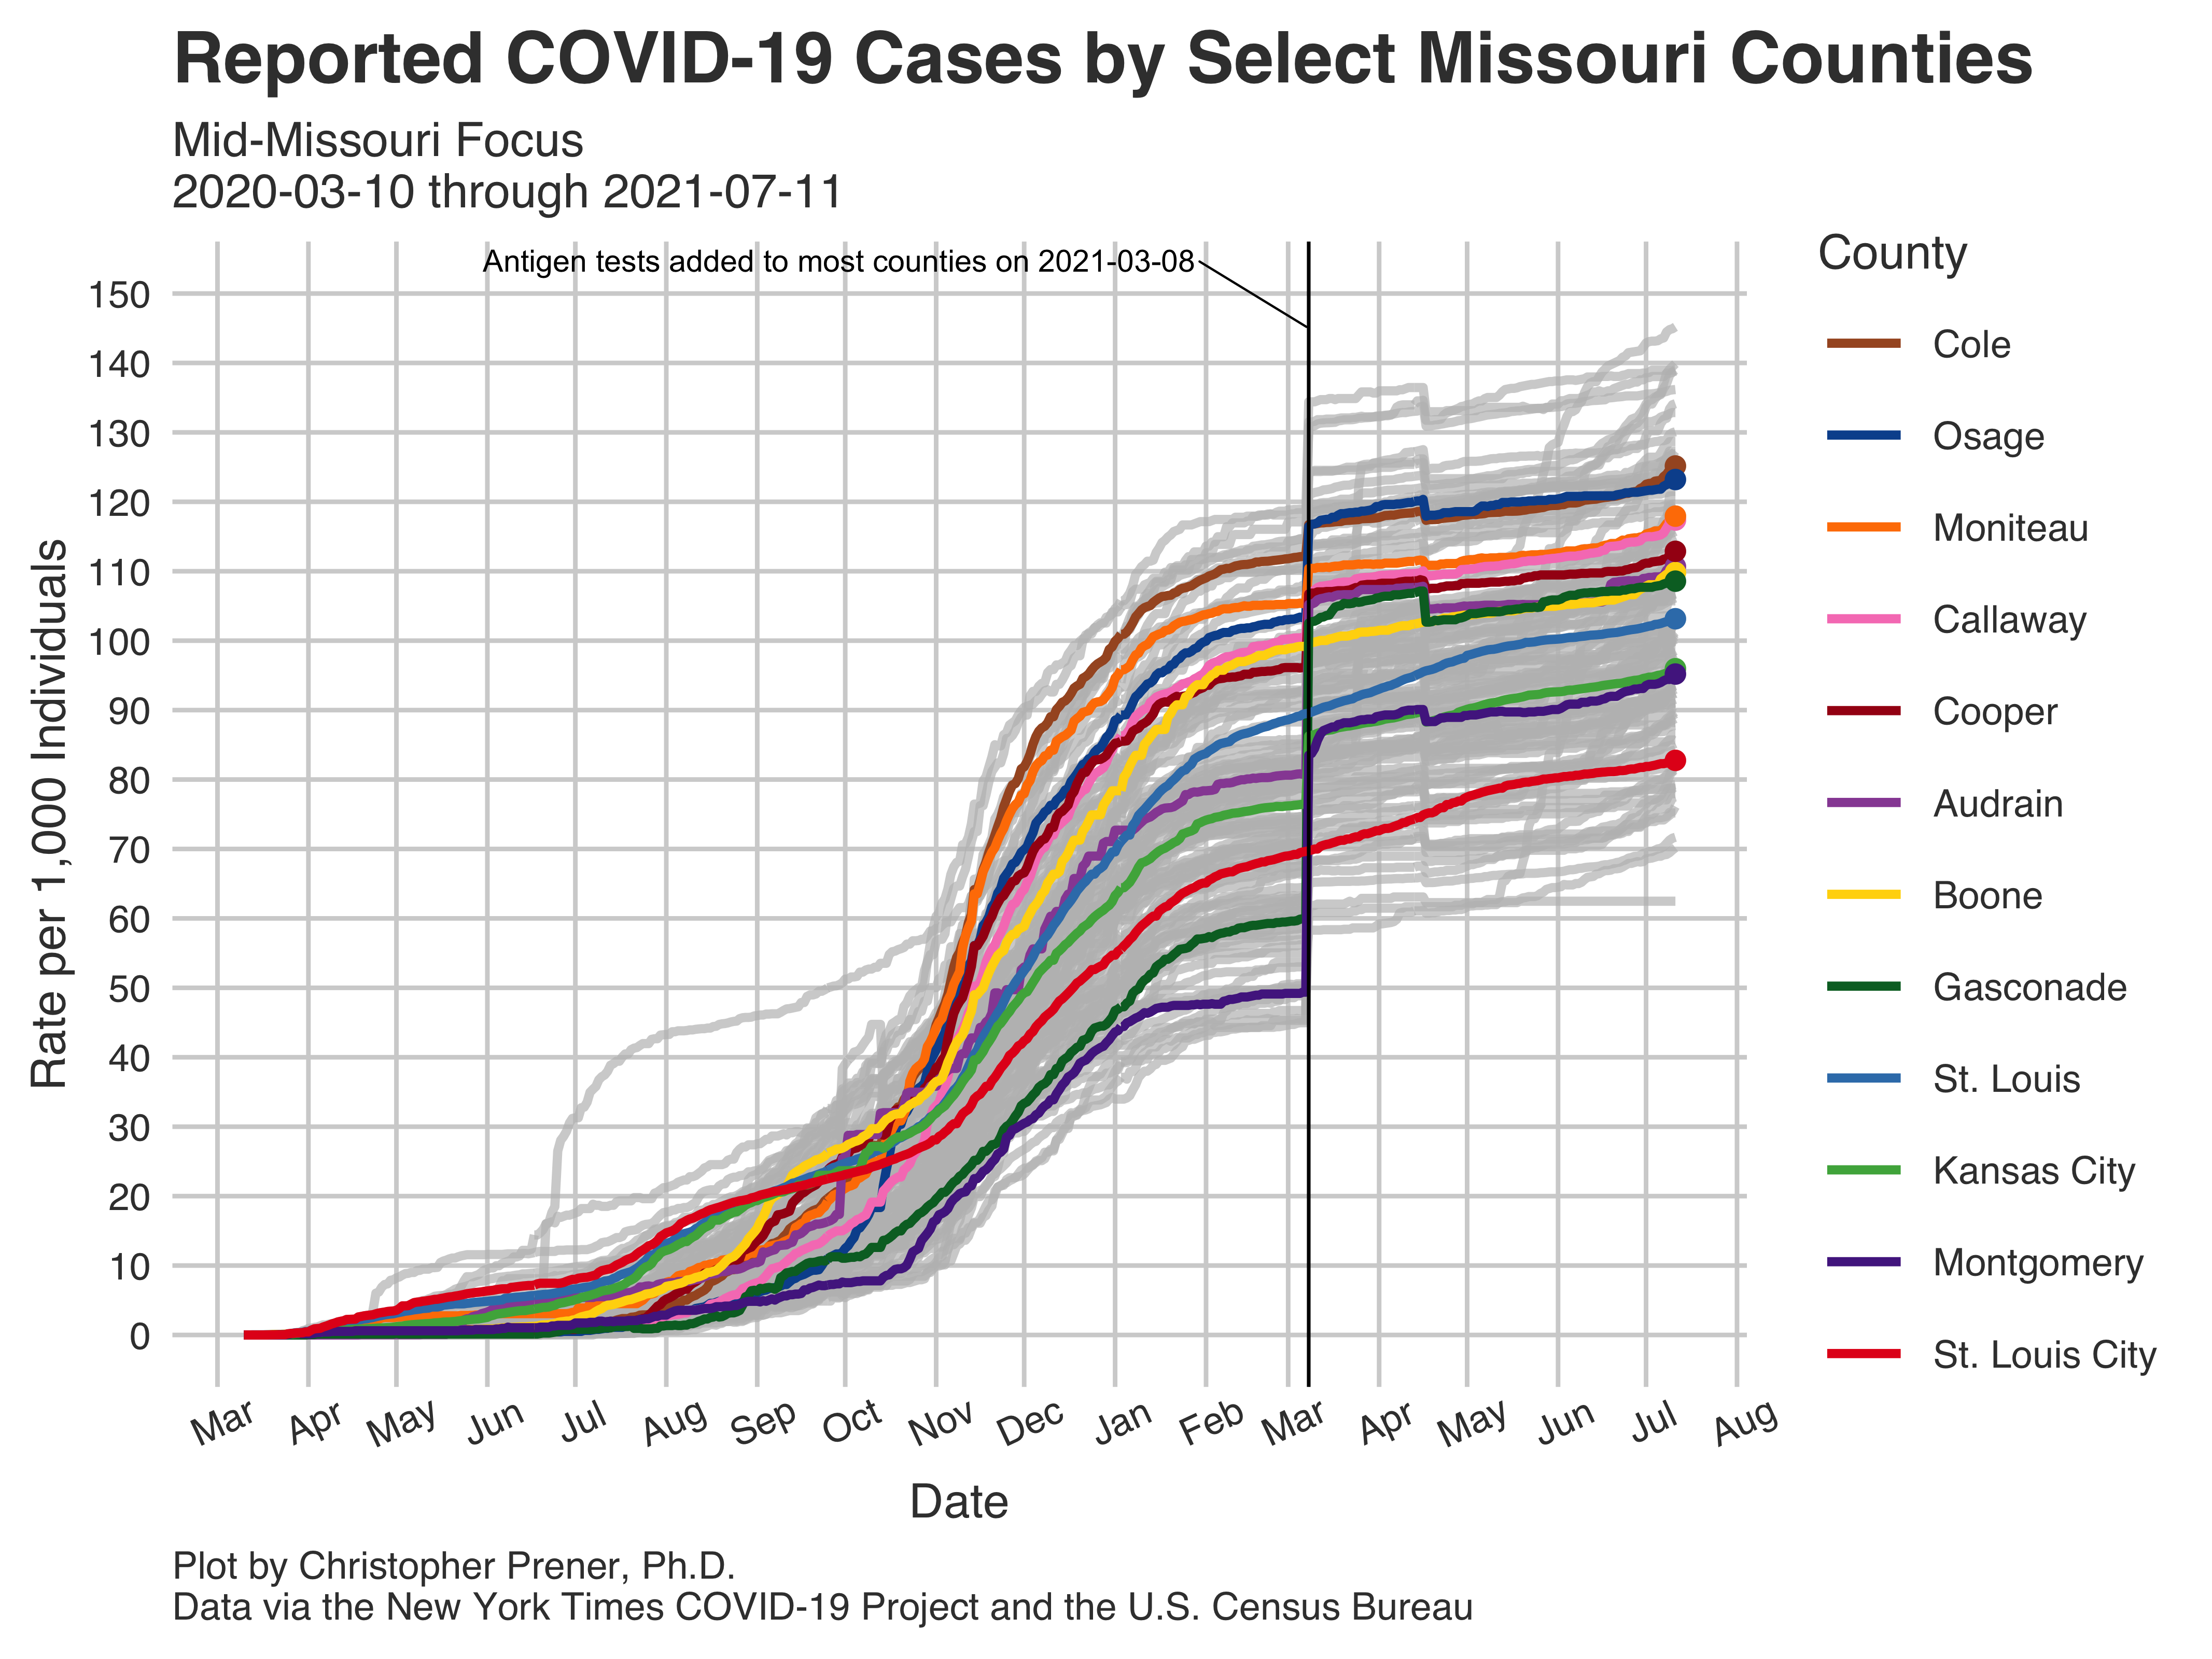 Reported COVID-19 Cases by Select Missouri Counties
Mid-Missouri Focus
2020-03-10 through 2021-07-11
Antigen tests added to most counties on 2021-03-08
150
140
130
120
110
100
90
80
70
60
50
40
30
20
10
0
Rate per 1,000 Individuals
Mar
Apr
May
Jun
Jul
Aug
Sep
Oct
Nov
Dec
Jan
Feb
Mar
Apr
May
Jun
Jul
Aug
Date
County
Cole
Osage
Moniteau
Callaway
Cooper
Audrain
Boone
Gasconade
St. Louis
Kansas City
Montgomery
St. Louis City
Plot by Christopher Prener, Ph.D.
Data via the New York Times COVID-19 Project and the U.S. Census Bureau